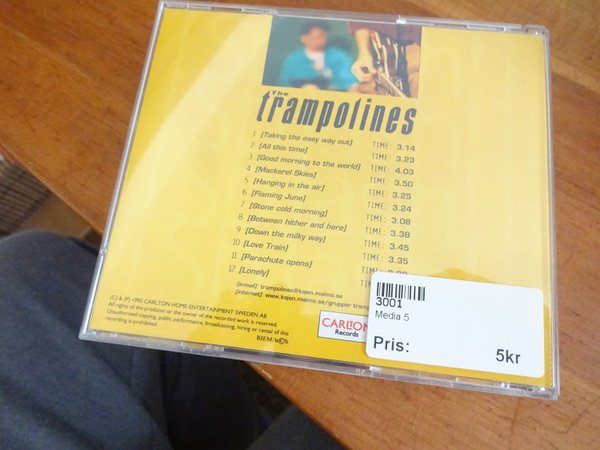 The
trampolines
1 [Taking the easy way out] TIME: 3.14
2 [All this time] TIME: 3.23
3 [Good morning to the world] TIME: 4.03
4 [Mackerel Skies] TIME: 3.50
5 [Hanging in the air] TIME: 3.25
6 [Flaming June] TIME: 3.24
7 [Stone cold morning] TIME: 3.08
8 [Between hither and here] TIME: 3.38
9 [Down the milky way] TIME: 3.45
10 [Love Train] TIME: 3.35
11 [Parachute opens] TIME:
12 [Lonely] TIME:
[e-mail]: trampolines@kajen.malmo.se
[Internet]: www.kajen.malmo.se/grupper
(C) & (P) 1995 CARLTON HOME ENTERTAINMENT SWEDEN AB
All rights of the producer or the owner of the recorded work is reserved.
Unauthorised copying, public performance, broadcasting, hiring or rental of this
recording is prohibited.
BIEM/n©b
CARLTON
Records
3001
Media 5
Pris: 5kr